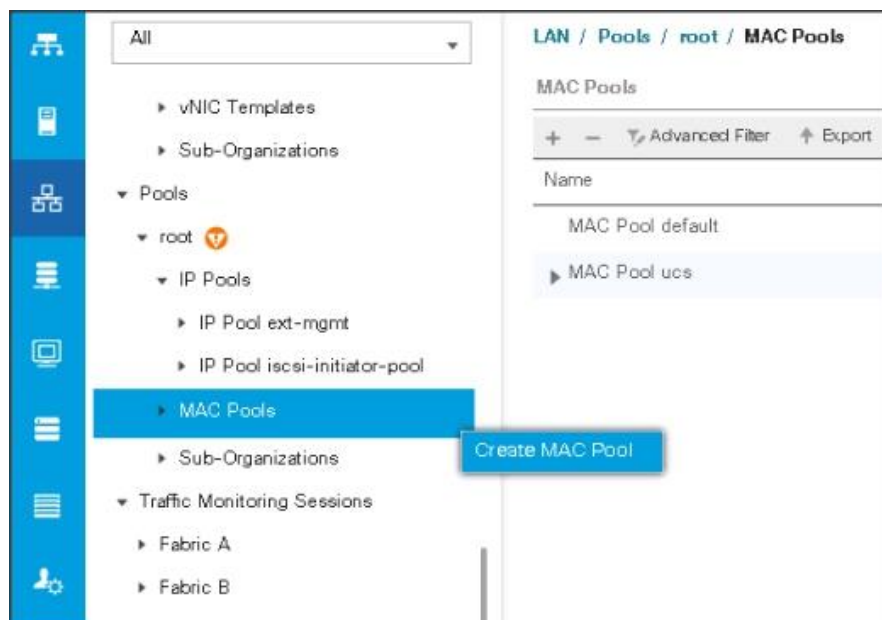 All
vNIC Templates
Sub-Organizations
Pools
root
IP Pools
IP Pool ext-mgmt
IP Pool iscsi-initiator-pool
MAC Pools
Create MAC Pool
Sub-Organizations
Traffic Monitoring Sessions
Fabric A
Fabric B
LAN / Pools / root / MAC Pools
MAC Pools
+ − Advanced Filter Export
Name
MAC Pool default
MAC Pool ucs